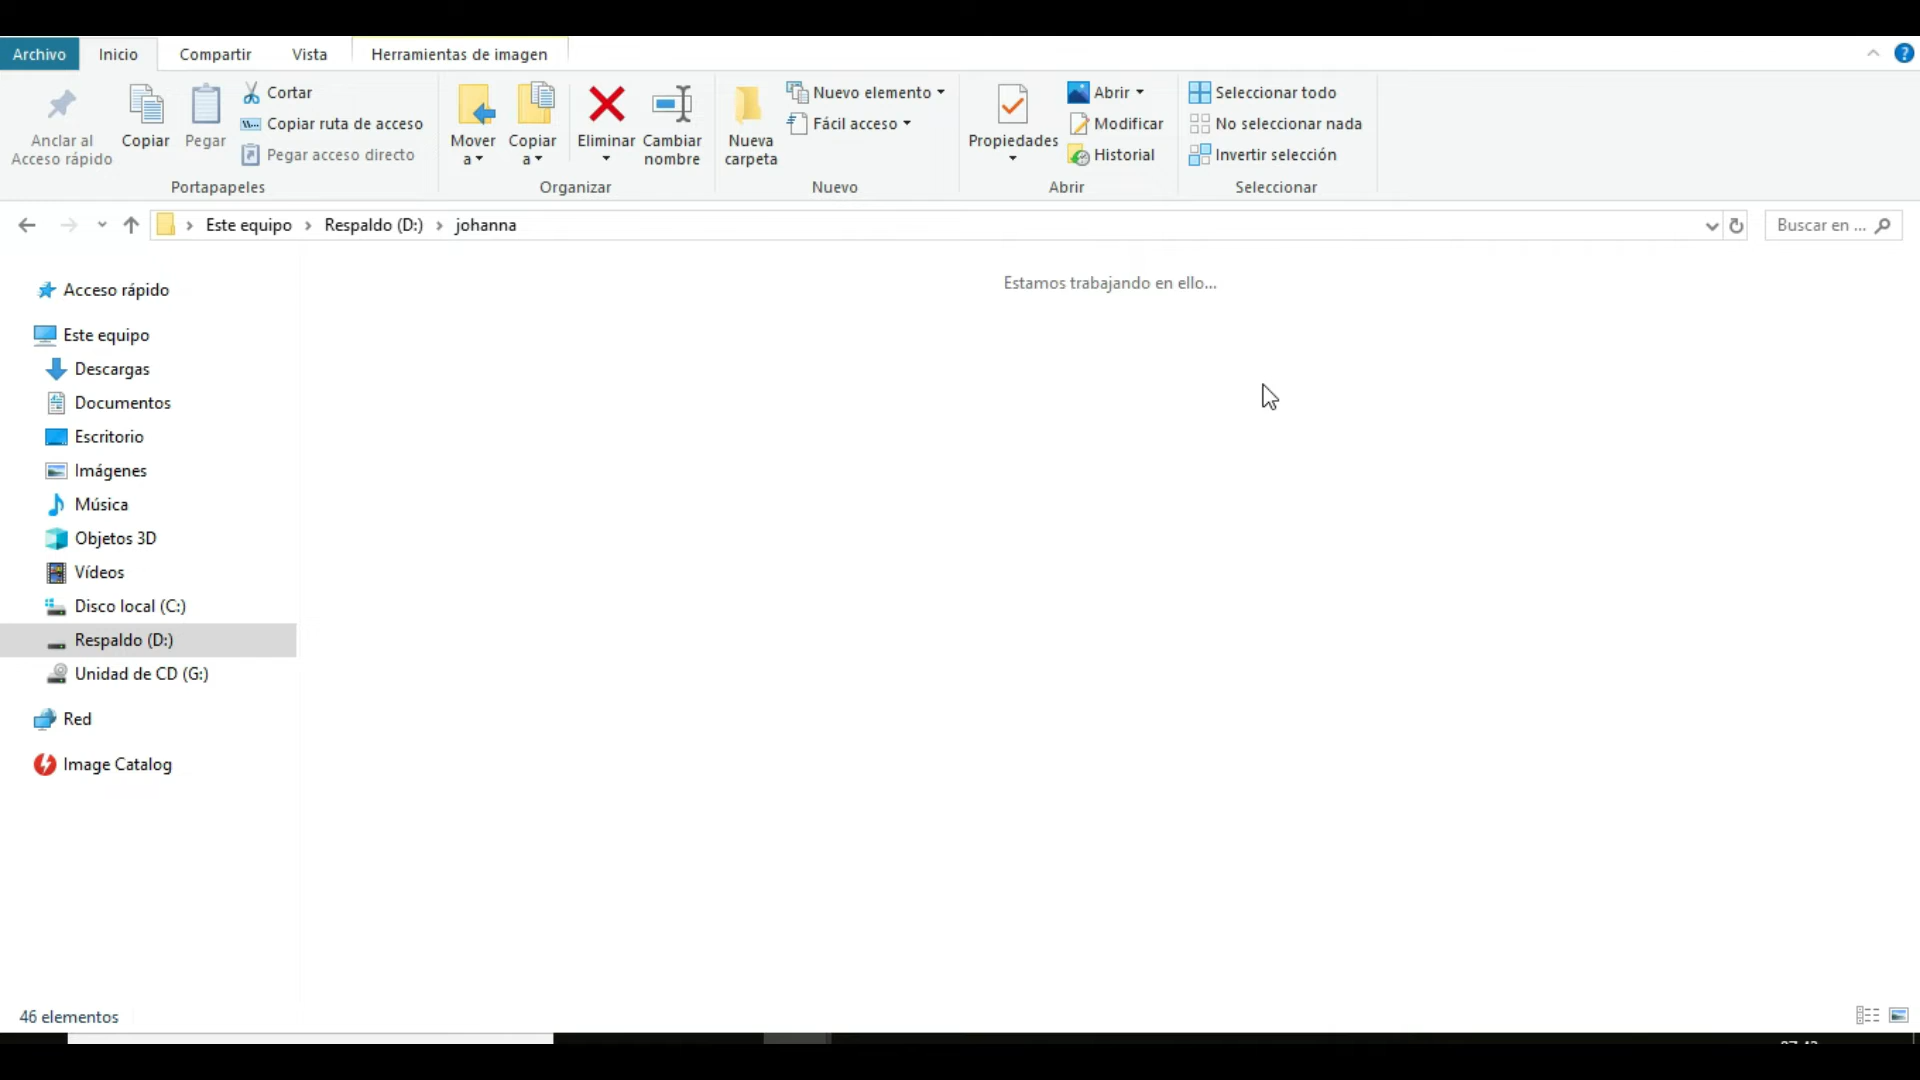 Archivo Inicio Compartir Vista Herramientas de imagen
Anclar al Acceso rápido
Copiar
Pegar
Cortar
Copiar ruta de acceso
Pegar acceso directo
Portapapeles
Mover a
Copiar a
Eliminar
Cambiar nombre
Organizar
Nueva carpeta
Nuevo elemento
Fácil acceso
Nuevo
Propiedades
Abrir
Modificar
Historial
Abrir
Seleccionar todo
No seleccionar nada
Invertir selección
Seleccionar
Este equipo › Respaldo (D:) › johanna
Buscar en ...
Estamos trabajando en ello...
Acceso rápido
Este equipo
Descargas
Documentos
Escritorio
Imágenes
Música
Objetos 3D
Vídeos
Disco local (C:)
Respaldo (D:)
Unidad de CD (G:)
Red
Image Catalog
46 elementos